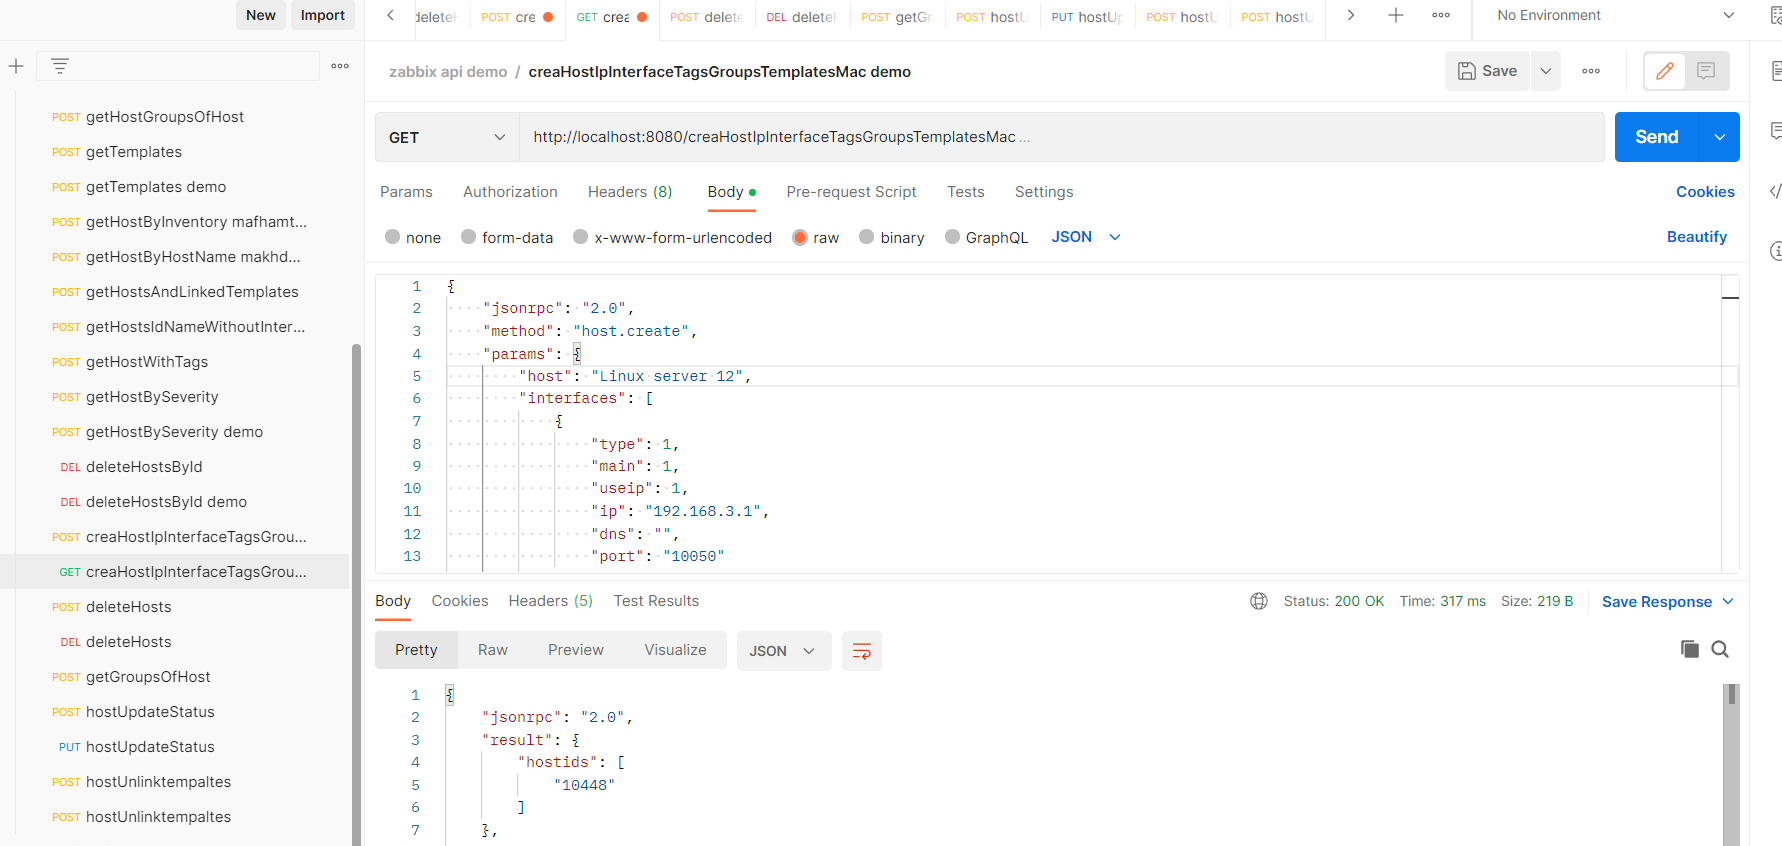 New Import
delete POST cre GET crea POST delete DEL delete POST getGr POST hostU PUT hostUp POST hostU POST hostU No Environment
zabbix api demo / creaHostIpInterfaceTagsGroupsTemplatesMac demo Save
GET http://localhost:8080/creaHostIpInterfaceTagsGroupsTemplatesMac ... Send
Params Authorization Headers (8) Body Pre-request Script Tests Settings Cookies
none form-data x-www-form-urlencoded raw binary GraphQL JSON Beautify
POST getHostGroupsOfHost
POST getTemplates
POST getTemplates demo
POST getHostByInventory mafhamt...
POST getHostByHostName makhd...
POST getHostsAndLinkedTemplates
POST getHostsIdNameWithoutInter...
POST getHostWithTags
POST getHostBySeverity
POST getHostBySeverity demo
DEL deleteHostsById
DEL deleteHostsById demo
POST creaHostIpInterfaceTagsGrou...
GET creaHostIpInterfaceTagsGrou...
POST deleteHosts
DEL deleteHosts
POST getGroupsOfHost
POST hostUpdateStatus
PUT hostUpdateStatus
POST hostUnlinktempaltes
POST hostUnlinktempaltes
1 {
2 "jsonrpc": "2.0",
3 "method": "host.create",
4 "params": {
5 "host": "Linux server 12",
6 "interfaces": [
7 {
8 "type": 1,
9 "main": 1,
10 "useip": 1,
11 "ip": "192.168.3.1",
12 "dns": "",
13 "port": "10050"
Body Cookies Headers (5) Test Results Status: 200 OK Time: 317 ms Size: 219 B Save Response
Pretty Raw Preview Visualize JSON
1 {
2 "jsonrpc": "2.0",
3 "result": {
4 "hostids": [
5 "10448"
6 ]
7 },